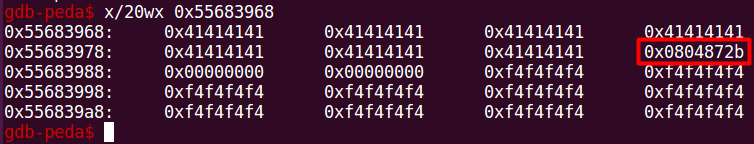 gdb-peda$ x/20wx 0x55683968
0x55683968: 0x41414141 0x41414141 0x41414141 0x41414141
0x55683978: 0x41414141 0x41414141 0x41414141 0x0804872b
0x55683988: 0x00000000 0x00000000 0xf4f4f4f4 0xf4f4f4f4
0x55683998: 0xf4f4f4f4 0xf4f4f4f4 0xf4f4f4f4 0xf4f4f4f4
0x556839a8: 0xf4f4f4f4 0xf4f4f4f4 0xf4f4f4f4 0xf4f4f4f4
gdb-peda$